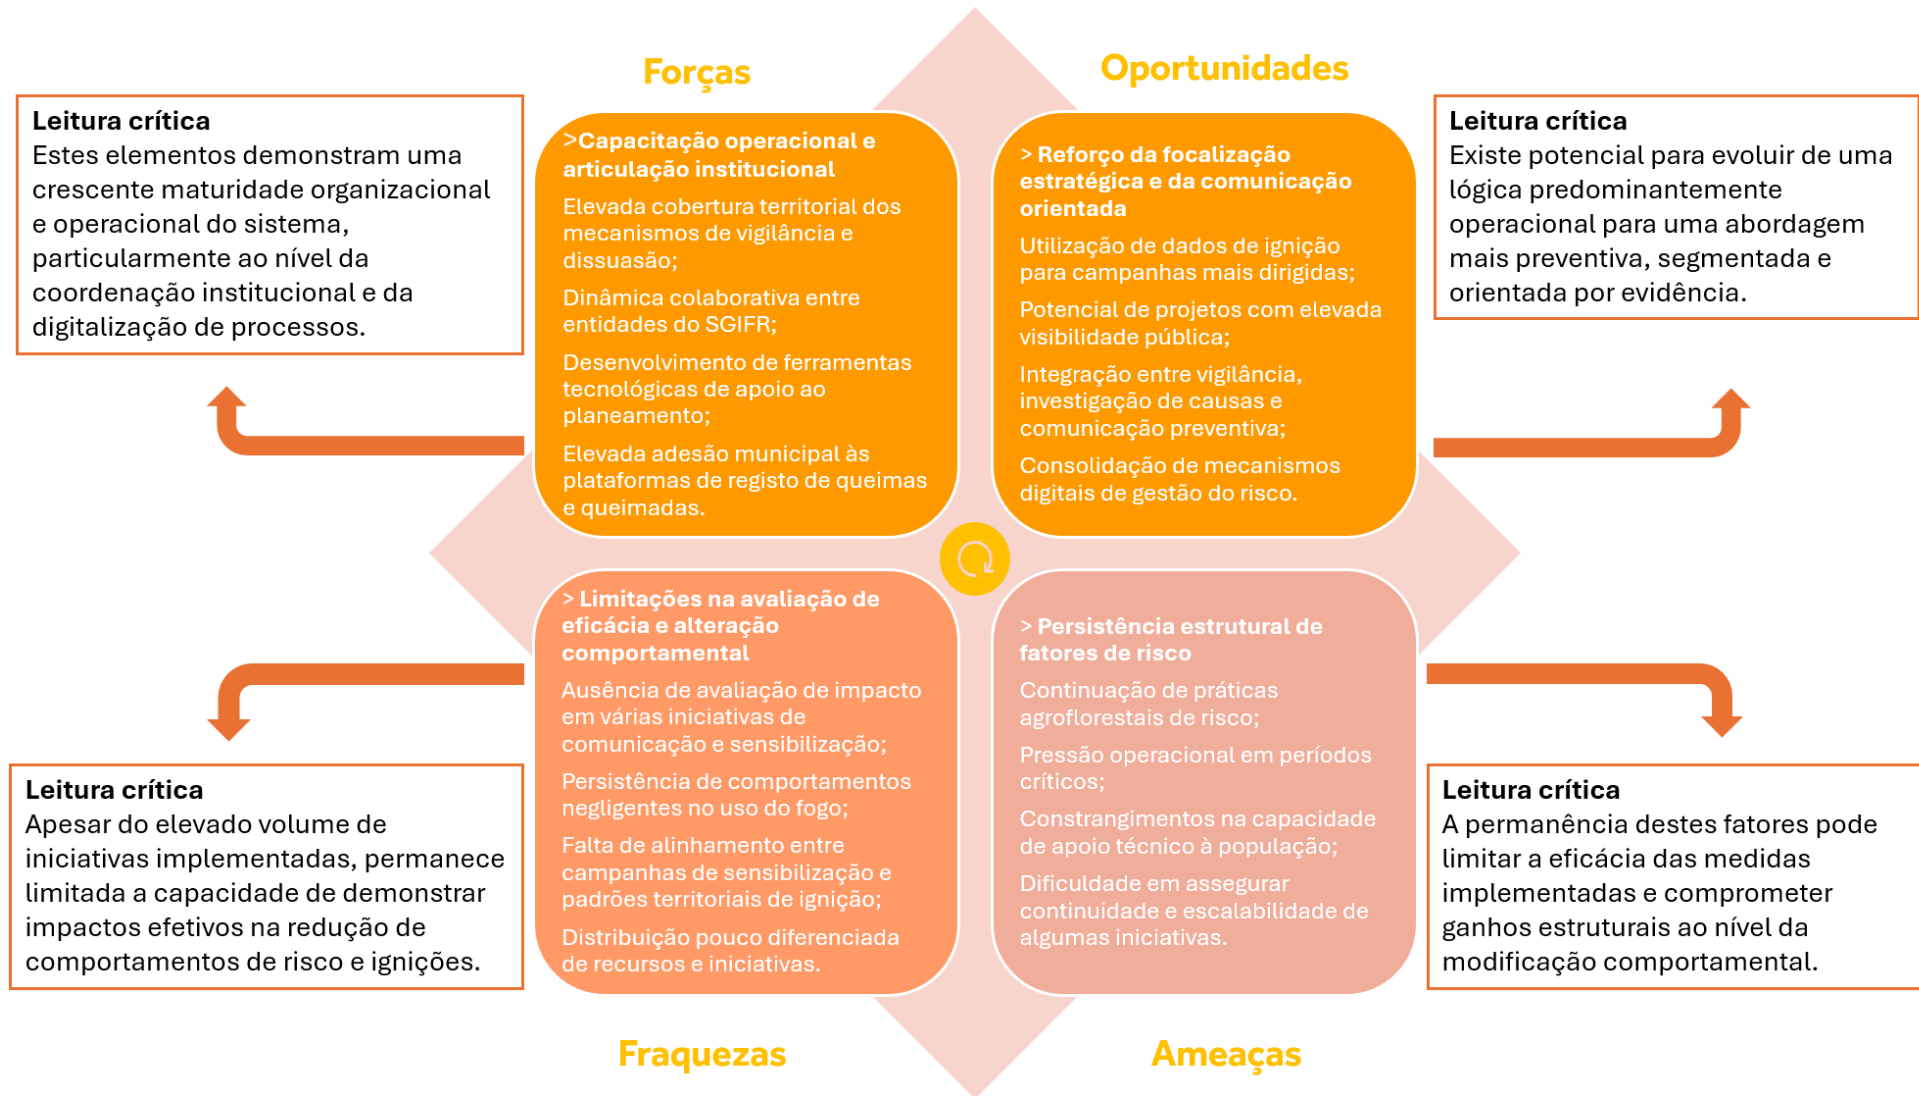 Forças
Oportunidades
Leitura crítica
Estes elementos demonstram uma
crescente maturidade organizacional
e operacional do sistema,
particularmente ao nível da
coordenação institucional e da
digitalização de processos.
>Capacitação operacional e
articulação institucional
Elevada cobertura territorial dos
mecanismos de vigilância e
dissuasão;
Dinâmica colaborativa entre
entidades do SGIFR;
Desenvolvimento de ferramentas
tecnológicas de apoio ao
planeamento;
Elevada adesão municipal às
plataformas de registo de queimas
e queimadas.
> Reforço da focalização
estratégica e da comunicação
orientada
Utilização de dados de ignição
para campanhas mais dirigidas;
Potencial de projetos com elevada
visibilidade pública;
Integração entre vigilância,
investigação de causas e
comunicação preventiva;
Consolidação de mecanismos
digitais de gestão do risco.
Leitura crítica
Existe potencial para evoluir de uma
lógica predominantemente
operacional para uma abordagem
mais preventiva, segmentada e
orientada por evidência.
Leitura crítica
Apesar do elevado volume de
iniciativas implementadas, permanece
limitada a capacidade de demonstrar
impactos efetivos na redução de
comportamentos de risco e ignições.
> Limitações na avaliação de
eficácia e alteração
comportamental
Ausência de avaliação de impacto
em várias iniciativas de
comunicação e sensibilização;
Persistência de comportamentos
negligentes no uso do fogo;
Falta de alinhamento entre
campanhas de sensibilização e
padrões territoriais de ignição;
Distribuição pouco diferenciada
de recursos e iniciativas.
> Persistência estrutural de
fatores de risco
Continuação de práticas
agroflorestais de risco;
Pressão operacional em períodos
críticos;
Constrangimentos na capacidade
de apoio técnico à população;
Dificuldade em assegurar
continuidade e escalabilidade de
algumas iniciativas.
Leitura crítica
A permanência destes fatores pode
limitar a eficácia das medidas
implementadas e comprometer
ganhos estruturais ao nível da
modificação comportamental.
Fraquezas
Ameaças